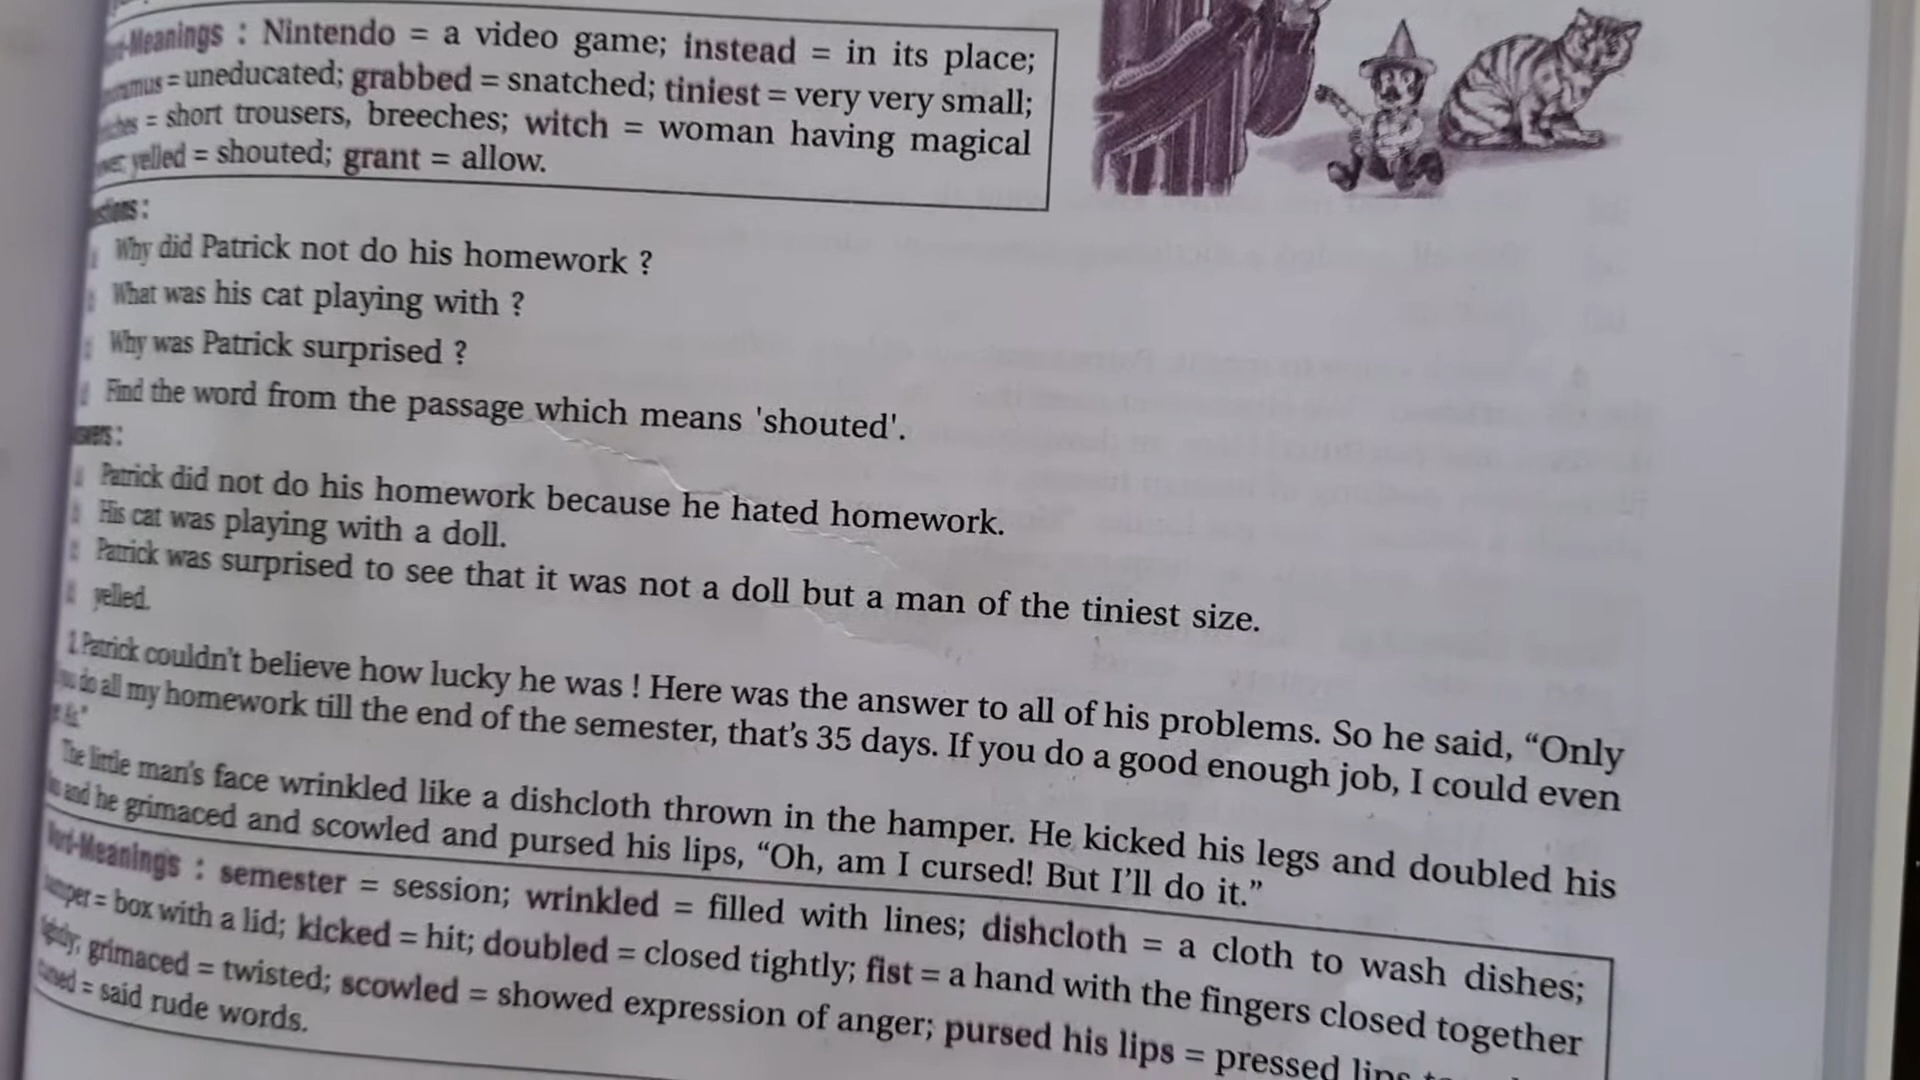 Word-Meanings : Nintendo = a video game; instead = in its place;
= uneducated; grabbed = snatched; tiniest = very very small;
= short trousers, breeches; witch = woman having magical
yelled = shouted; grant = allow.
Questions :
Why did Patrick not do his homework ?
What was his cat playing with ?
Why was Patrick surprised ?
Find the word from the passage which means 'shouted'.
Answers :
Patrick did not do his homework because he hated homework.
His cat was playing with a doll.
Patrick was surprised to see that it was not a doll but a man of the tiniest size.
yelled.
2. Patrick couldn't believe how lucky he was ! Here was the answer to all of his problems. So he said, “Only
you do all my homework till the end of the semester, that's 35 days. If you do a good enough job, I could even
The little man's face wrinkled like a dishcloth thrown in the hamper. He kicked his legs and doubled his
and he grimaced and scowled and pursed his lips, “Oh, am I cursed! But I'll do it.”
Word-Meanings : semester = session; wrinkled = filled with lines; dishcloth = a cloth to wash dishes;
hamper = box with a lid; kicked = hit; doubled = closed tightly; fist = a hand with the fingers closed together
tightly; grimaced = twisted; scowled = showed expression of anger; pursed his lips = pressed lips
= said rude words.